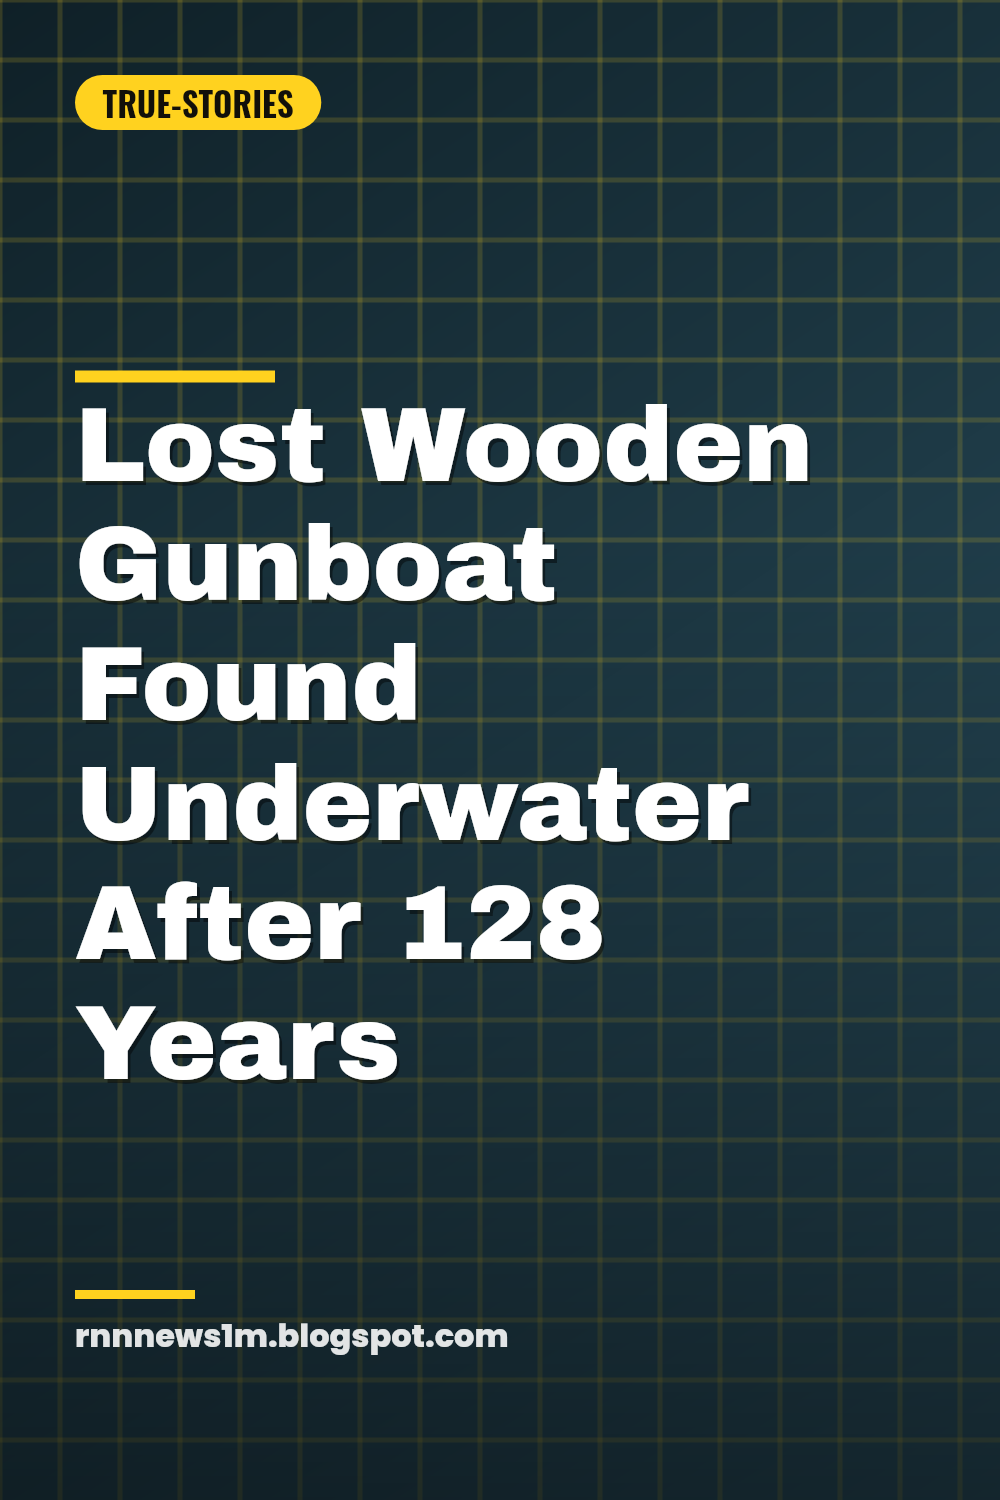 TRUE-STORIES
Lost Wooden
Gunboat
Found
Underwater
After 128
Years
rnnnews1m.blogspot.com